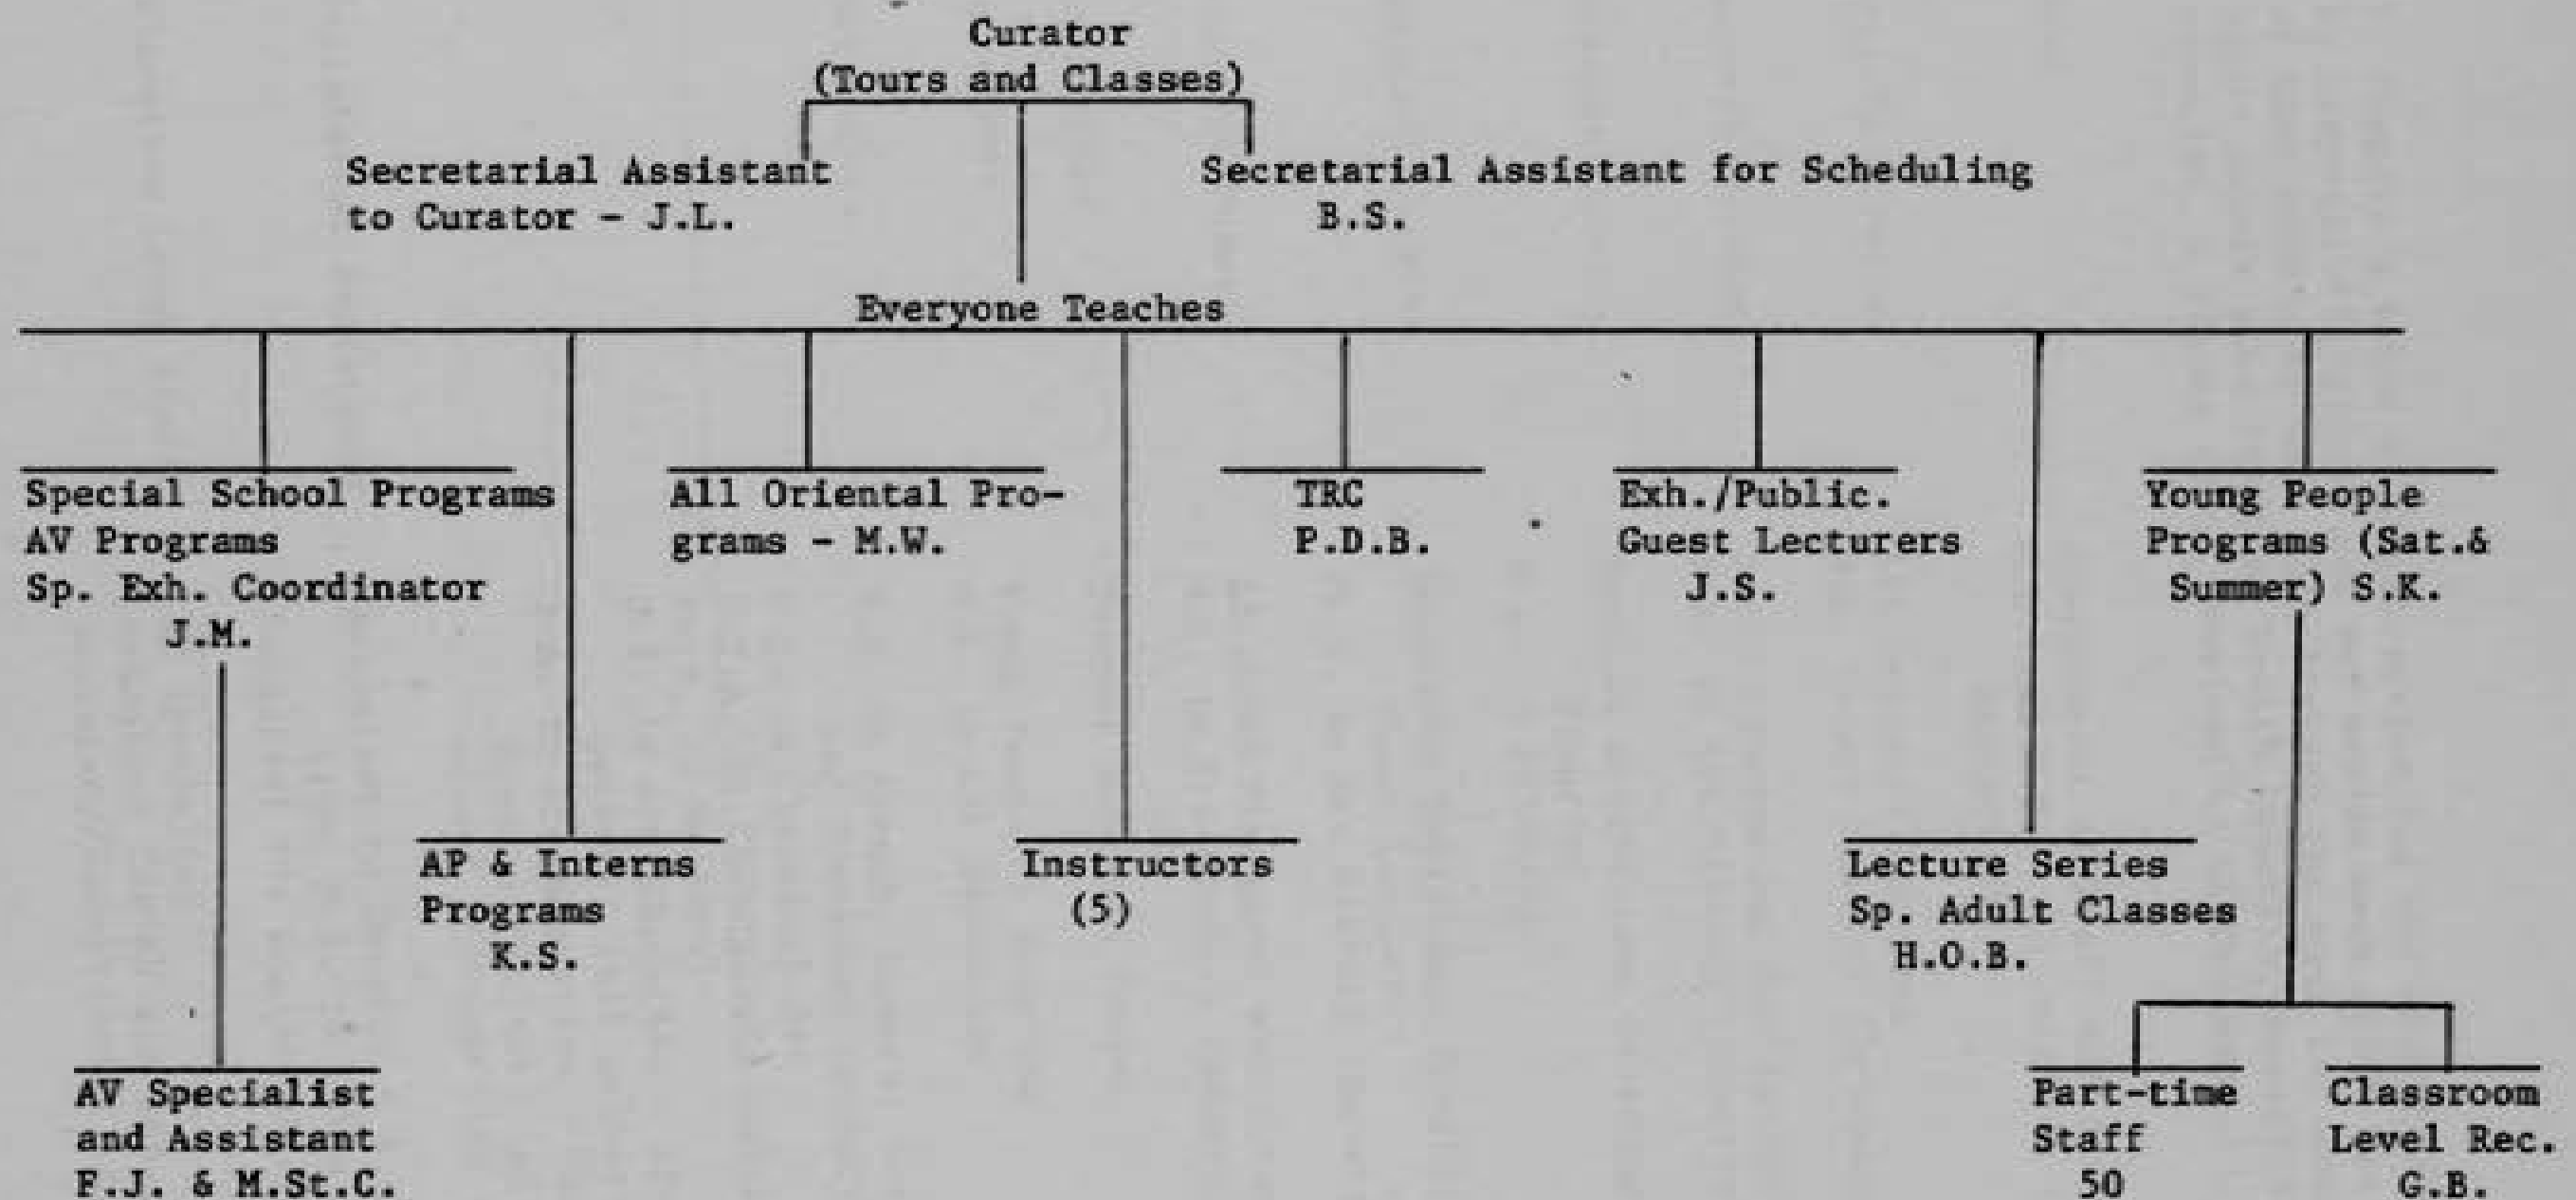 Curator
(Tours and Classes)
Secretarial Assistant
to Curator - J.L.
Secretarial Assistant for Scheduling
B.S.
Everyone Teaches
Special School Programs
AV Programs
Sp. Exh. Coordinator
J.M.
All Oriental Pro-
grams - M.W.
TRC
P.D.B.
Exh./Public.
Guest Lecturers
J.S.
Young People
Programs (Sat.&
Summer) S.K.
AP & Interns
Programs
K.S.
Instructors
(5)
Lecture Series
Sp. Adult Classes
H.O.B.
AV Specialist
and Assistant
F.J. & M.St.C.
Part-time
Staff
50
Classroom
Level Rec.
G.B.